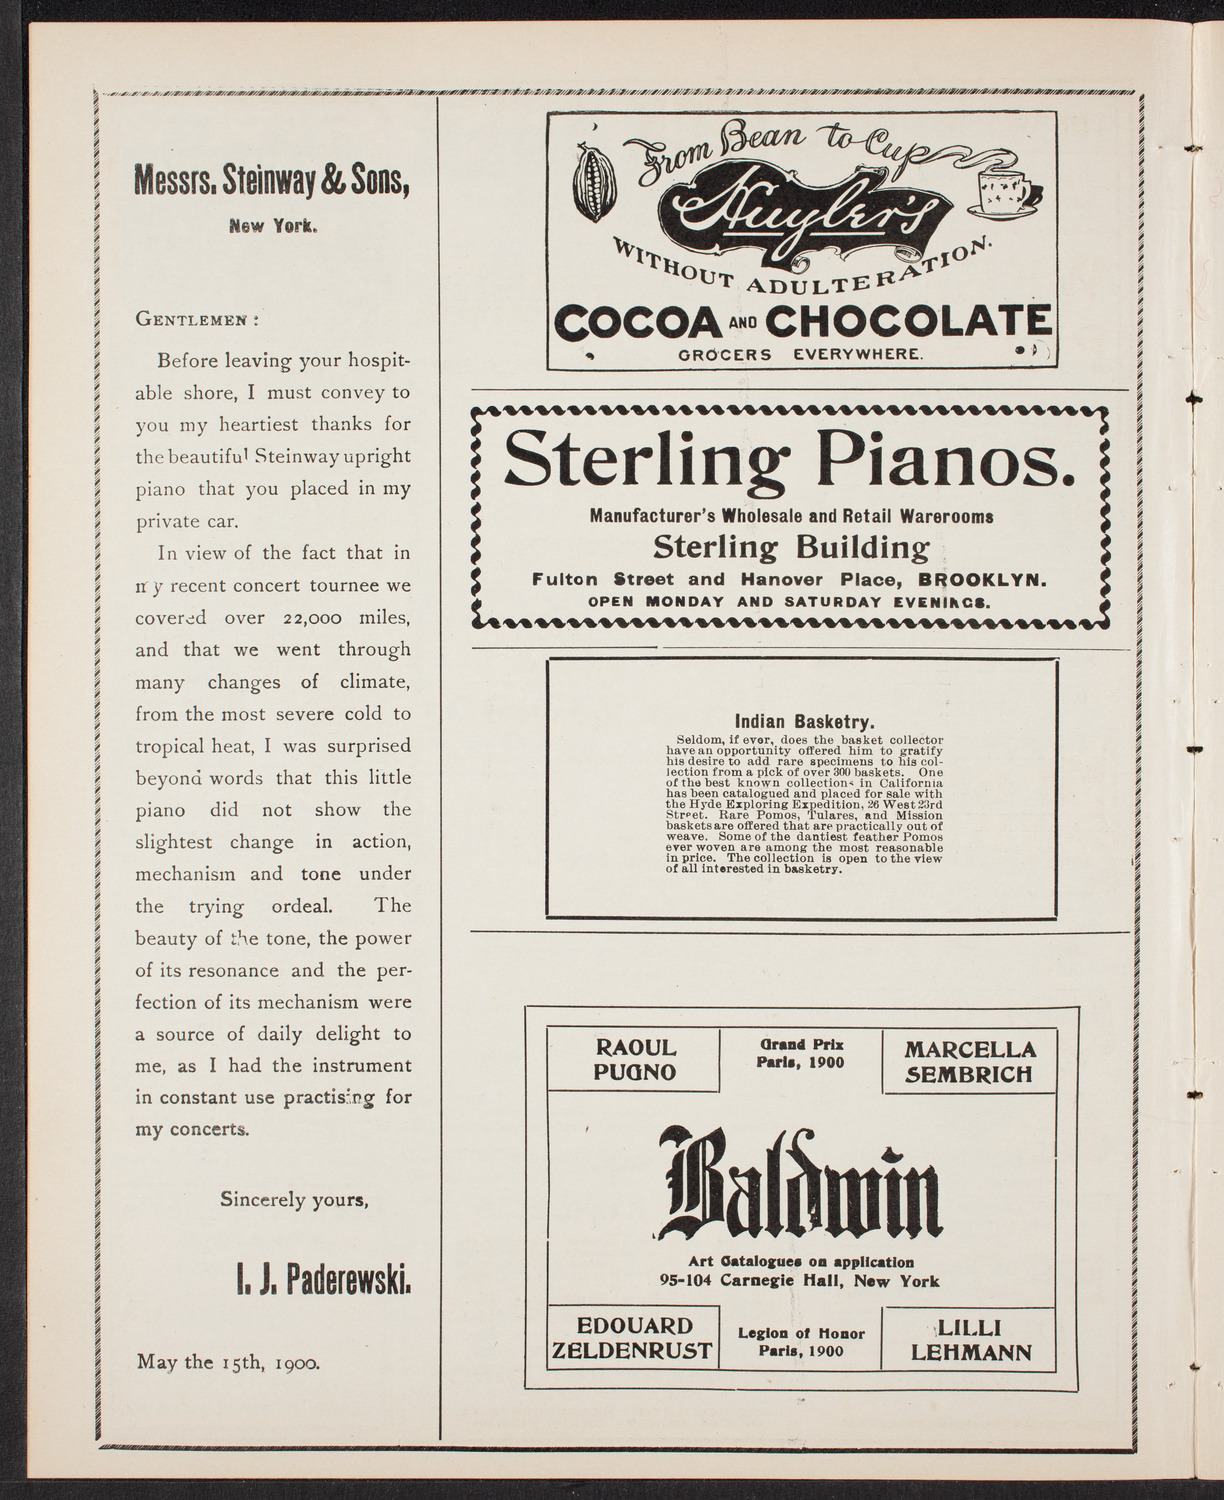 Messrs. Steinway & Sons,
New York.
GENTLEMEN :
Before leaving your hospit-
able shore, I must convey to
you my heartiest thanks for
the beautiful Steinway upright
piano that you placed in my
private car.
In view of the fact that in
my recent concert tournee we
covered over 22,000 miles,
and that we went through
many changes of climate,
from the most severe cold to
tropical heat, I was surprised
beyond words that this little
piano did not show the
slightest change in action,
mechanism and tone under
the trying ordeal. The
beauty of the tone, the power
of its resonance and the per-
fection of its mechanism were
a source of daily delight to
me, as I had the instrument
in constant use practising for
my concerts.
Sincerely yours,
I. J. Paderewski.
May the 15th, 1900.
From Bean to Cup
Huyler's
WITHOUT ADULTERATION.
COCOA AND CHOCOLATE
GROCERS EVERYWHERE.
Sterling Pianos.
Manufacturer's Wholesale and Retail Warerooms
Sterling Building
Fulton Street and Hanover Place, BROOKLYN.
OPEN MONDAY AND SATURDAY EVENINGS.
Indian Basketry.
Seldom, if ever, does the basket collector
have an opportunity offered him to gratify
his desire to add rare specimens to his col-
lection from a pick of over 300 baskets. One
of the best known collections in California
has been catalogued and placed for sale with
the Hyde Exploring Expedition, 26 West 23rd
Street. Rare Pomos, Tulares, and Mission
baskets are offered that are practically out of
weave. Some of the dantiest feather Pomos
ever woven are among the most reasonable
in price. The collection is open to the view
of all interested in basketry.
RAOUL
PUGNO
Grand Prix
Paris, 1900
MARCELLA
SEMBRICH
Baldwin
Art Catalogues on application
95-104 Carnegie Hall, New York
EDOUARD
ZELDENRUST
Legion of Honor
Paris, 1900
LILLI
LEHMANN